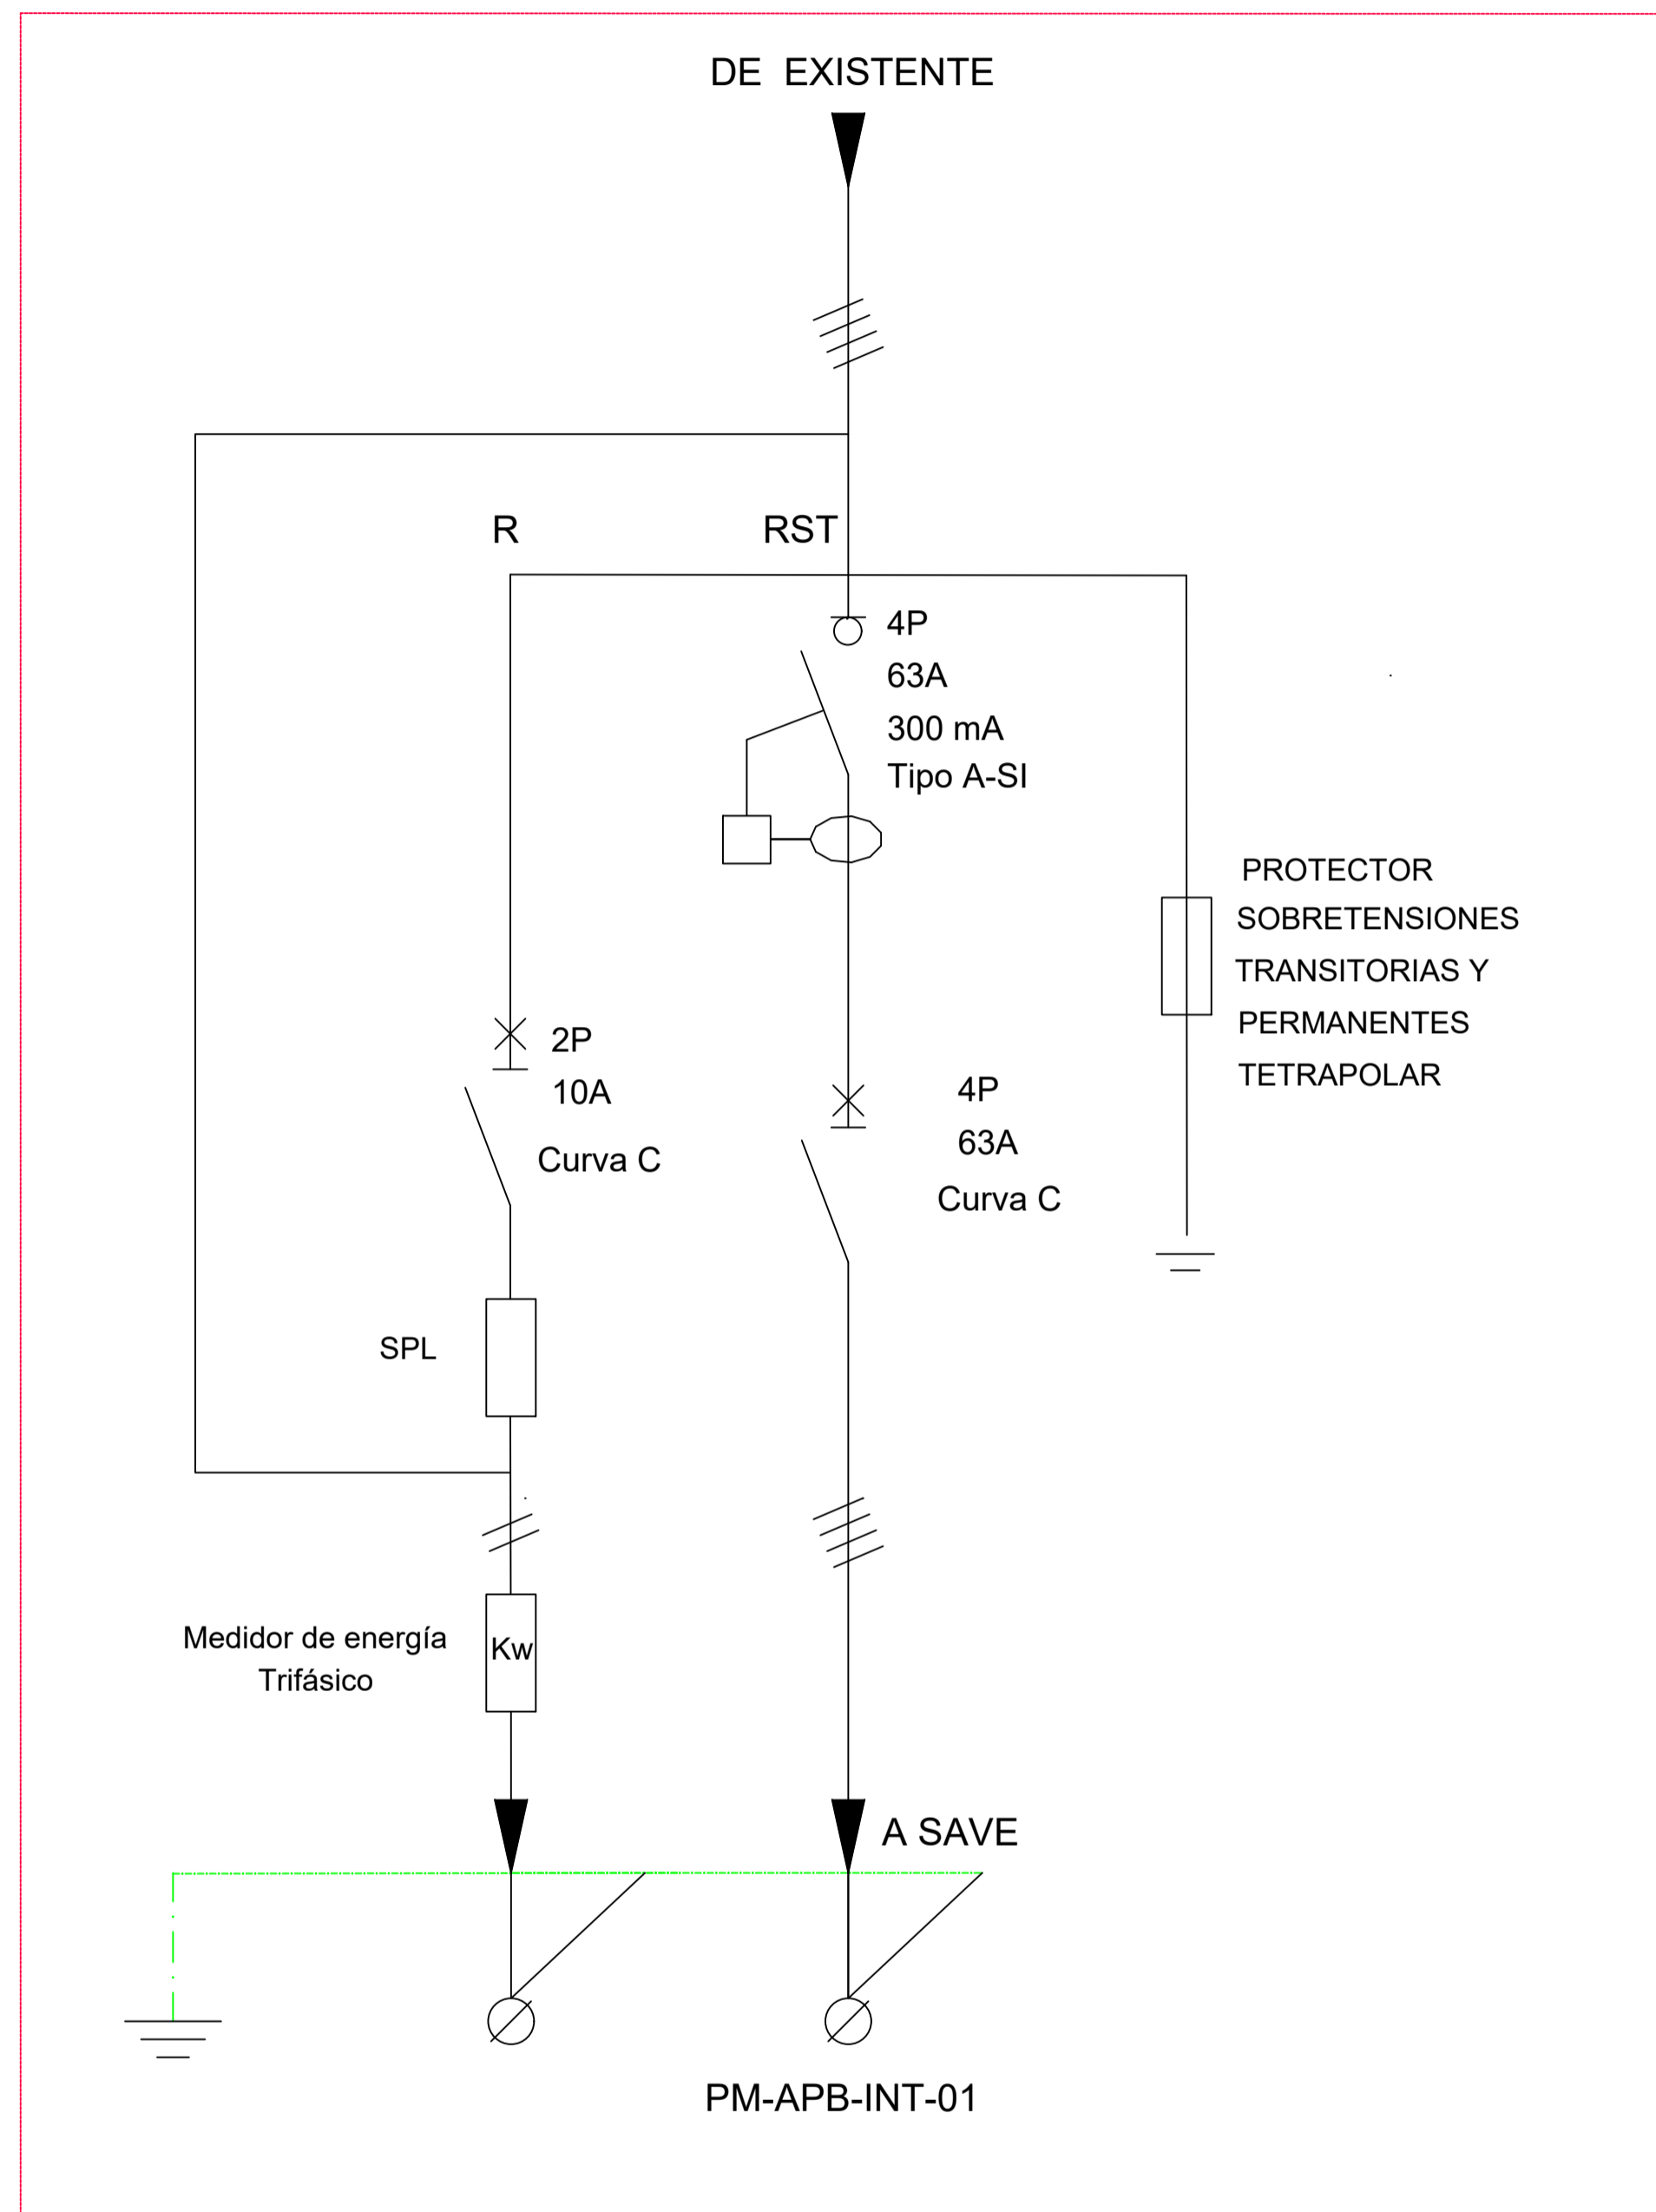 DE EXISTENTE
R
RST
4P
63A
300 mA
Tipo A-SI
PROTECTOR
SOBRETENSIONES
TRANSITORIAS Y
PERMANENTES
TETRAPOLAR
2P
10A
Curva C
4P
63A
Curva C
SPL
Medidor de energía
Trifásico
Kw
A SAVE
PM-APB-INT-01